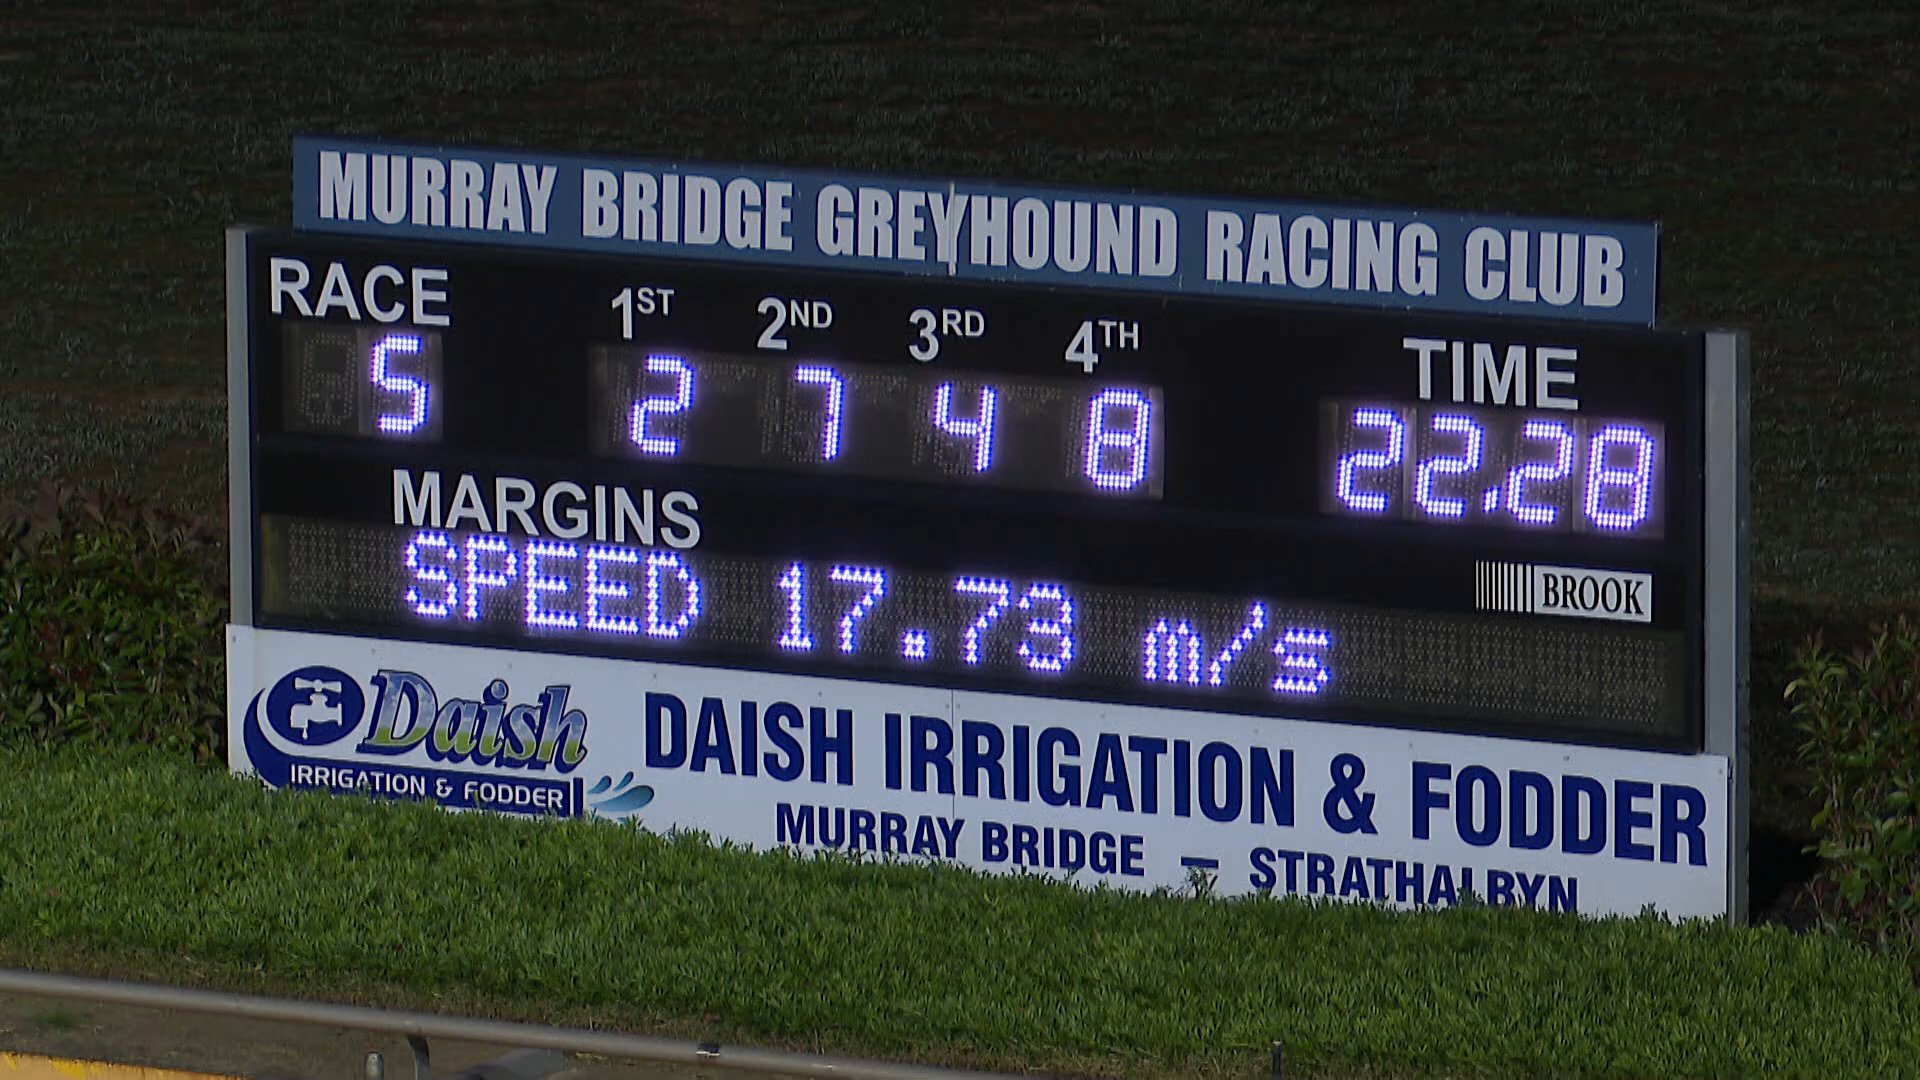 MURRAY BRIDGE GREYHOUND RACING CLUB
RACE 1ST 2ND 3RD 4TH TIME
5 2 7 4 8 22.28
MARGINS
SPEED 17.73 m/s
BROOK
Daish
IRRIGATION & FODDER
DAISH IRRIGATION & FODDER
MURRAY BRIDGE – STRATHALBYN